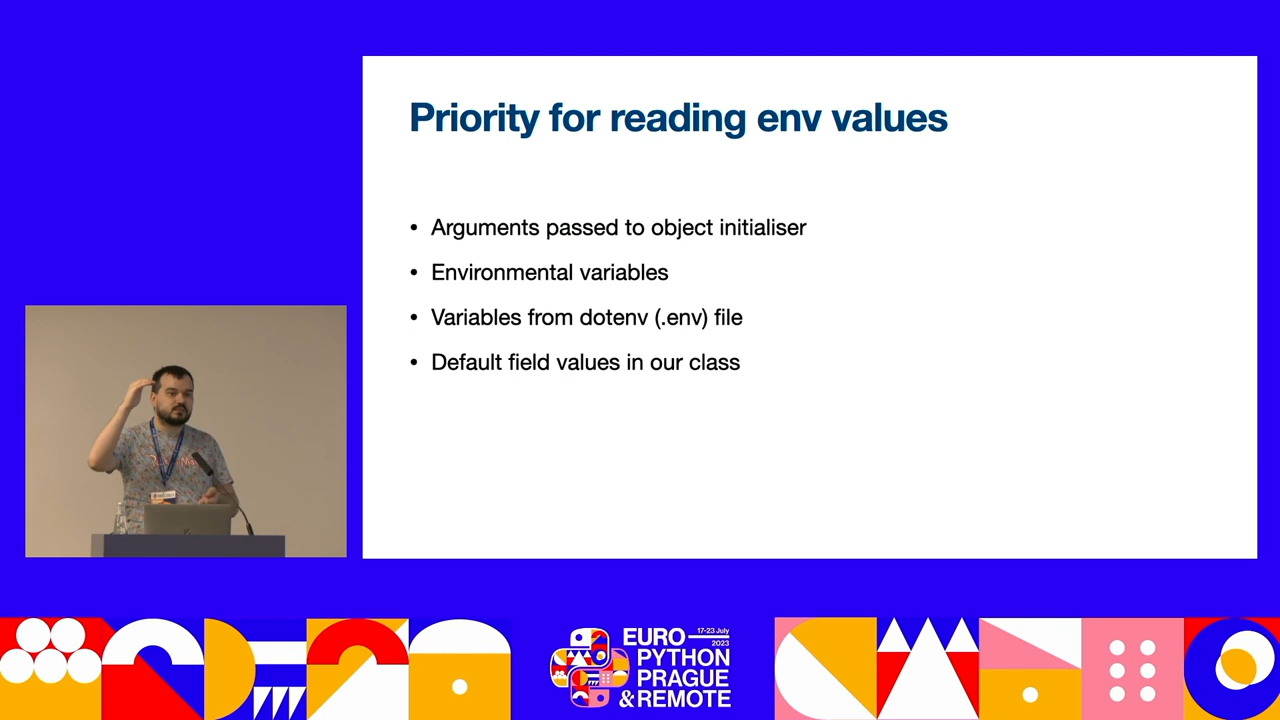 Priority for reading env values
• Arguments passed to object initialiser
• Environmental variables
• Variables from dotenv (.env) file
• Default field values in our class
EURO 17-23 July 2023
PYTHON
PRAGUE
& REMOTE